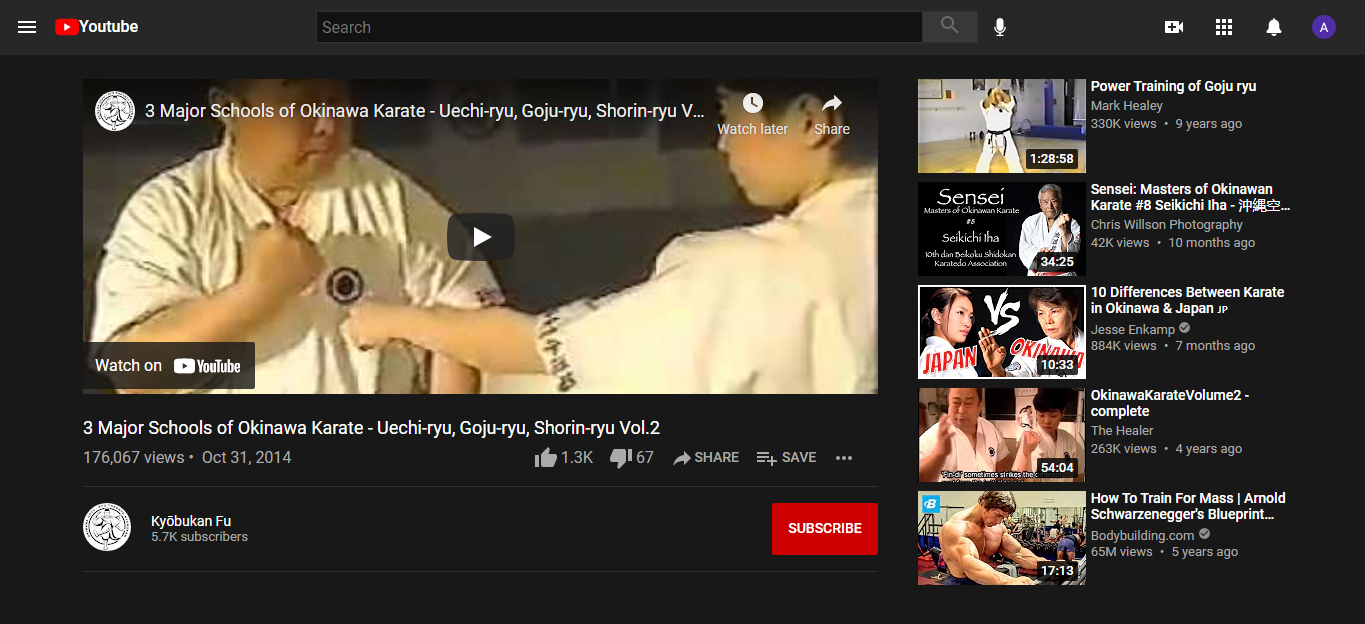 Youtube
Search
A
3 Major Schools of Okinawa Karate - Uechi-ryu, Goju-ryu, Shorin-ryu V…
Watch later
Share
Watch on YouTube
3 Major Schools of Okinawa Karate - Uechi-ryu, Goju-ryu, Shorin-ryu Vol.2
176,067 views • Oct 31, 2014
1.3K
67
SHARE
SAVE
Kyōbukan Fu
5.7K subscribers
SUBSCRIBE
1:28:58
Power Training of Goju ryu
Mark Healey
330K views • 9 years ago
Sensei
Masters of Okinawan Karate
#8
Seikichi Iha
10th dan Beikoku Shidokan
Karatedo Association
34:25
Sensei: Masters of Okinawan
Karate #8 Seikichi Iha - 沖縄空...
Chris Willson Photography
42K views • 10 months ago
VS
JAPAN
OKINAWA
10:33
10 Differences Between Karate
in Okinawa & Japan JP
Jesse Enkamp
884K views • 7 months ago
"Fin-di" sometimes strikes the
54:04
OkinawaKarateVolume2 -
complete
The Healer
263K views • 4 years ago
B
17:13
How To Train For Mass | Arnold
Schwarzenegger's Blueprint...
Bodybuilding.com
65M views • 5 years ago